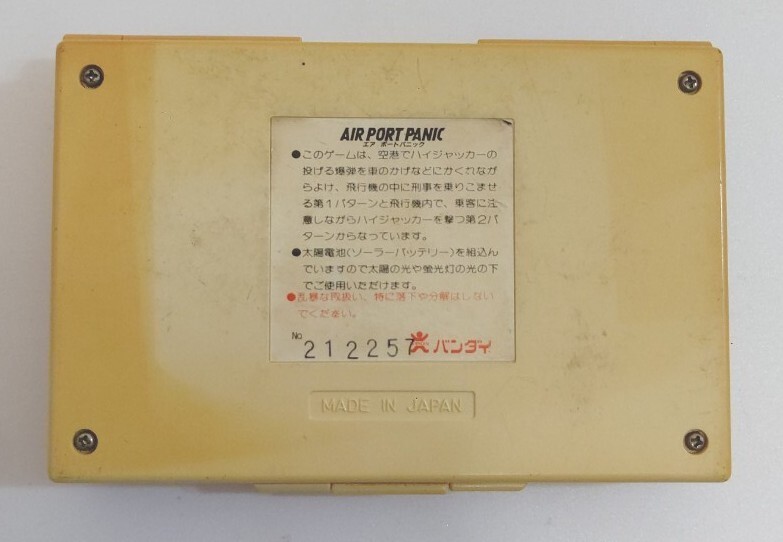 AIR PORT PANIC
エア ポートパニック
●このゲームは、空港でハイジャッカーの
投げる爆弾を車のかげなどにかくれなが
らよけ、飛行機の中に刑事を乗りこませ
る第1パターンと飛行機内で、乗客に注
意しながらハイジャッカーを撃つ第2パ
ターンからなっています。
●太陽電池(ソーラーバッテリー)を組込ん
でいますので太陽の光や螢光灯の光の下
でご使用いただけます。
●乱暴な取扱い、特に落下や分解はしない
でください。
No 212257 バンダイ
MADE IN JAPAN